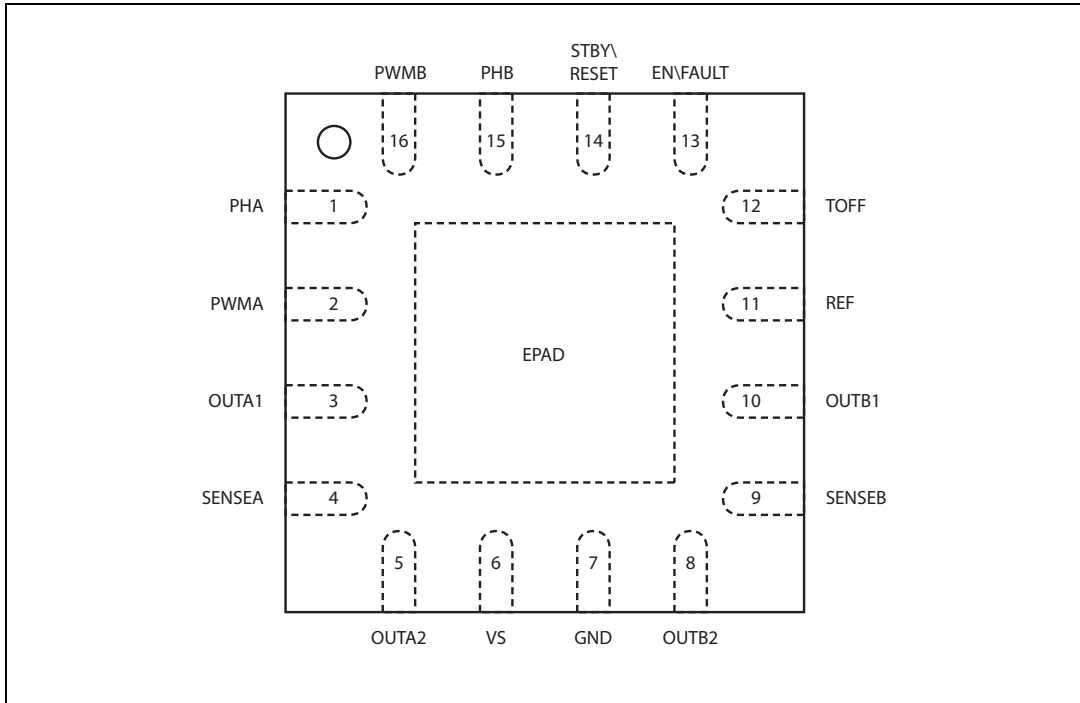 STBY\
PWMB PHB RESET EN\FAULT
16 15 14 13
PHA 1 12 TOFF
PWMA 2 11 REF
EPAD
OUTA1 3 10 OUTB1
SENSEA 4 9 SENSEB
5 6 7 8
OUTA2 VS GND OUTB2